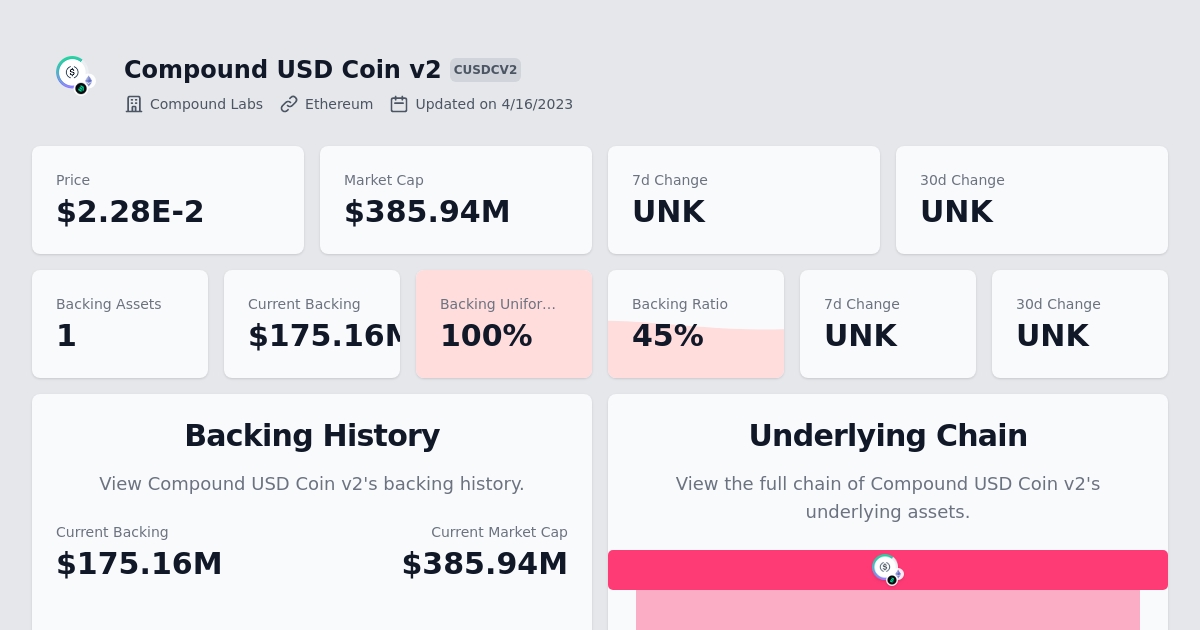 Compound USD Coin v2 CUSDCV2
Compound Labs Ethereum Updated on 4/16/2023
Price Market Cap 7d Change 30d Change
$2.28E-2 $385.94M UNK UNK
Backing Assets Current Backing Backing Unifor... Backing Ratio 7d Change 30d Change
1 $175.16M 100% 45% UNK UNK
Backing History
View Compound USD Coin v2's backing history.
Current Backing Current Market Cap
$175.16M $385.94M
Underlying Chain
View the full chain of Compound USD Coin v2's
underlying assets.